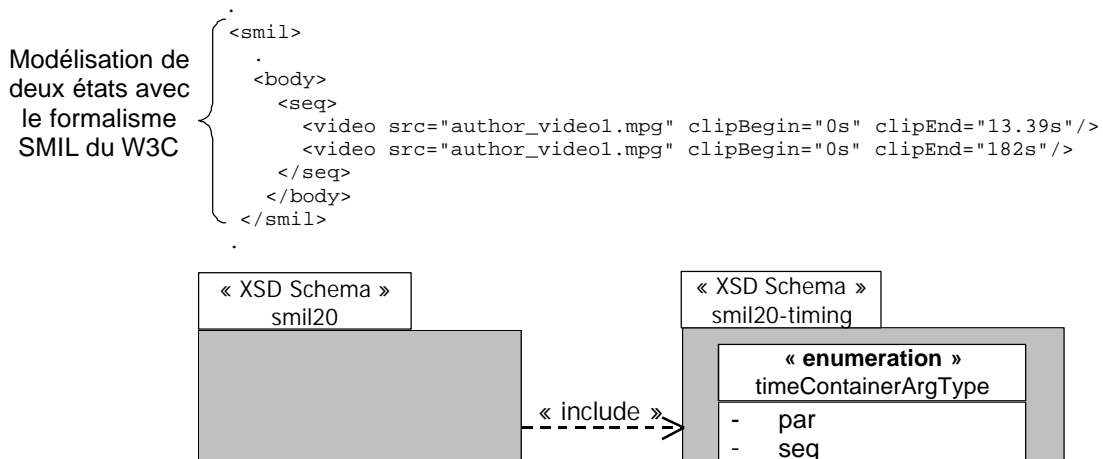 .
<smil>
.
Modélisation de
deux états avec
le formalisme
SMIL du W3C
<body>
<seq>
<video src="author_video1.mpg" clipBegin="0s" clipEnd="13.39s"/>
<video src="author_video1.mpg" clipBegin="0s" clipEnd="182s"/>
</seq>
</body>
</smil>
.
« XSD Schema »
smil20
« include »
« XSD Schema »
smil20-timing
« enumeration »
timeContainerArgType
- par
- seq